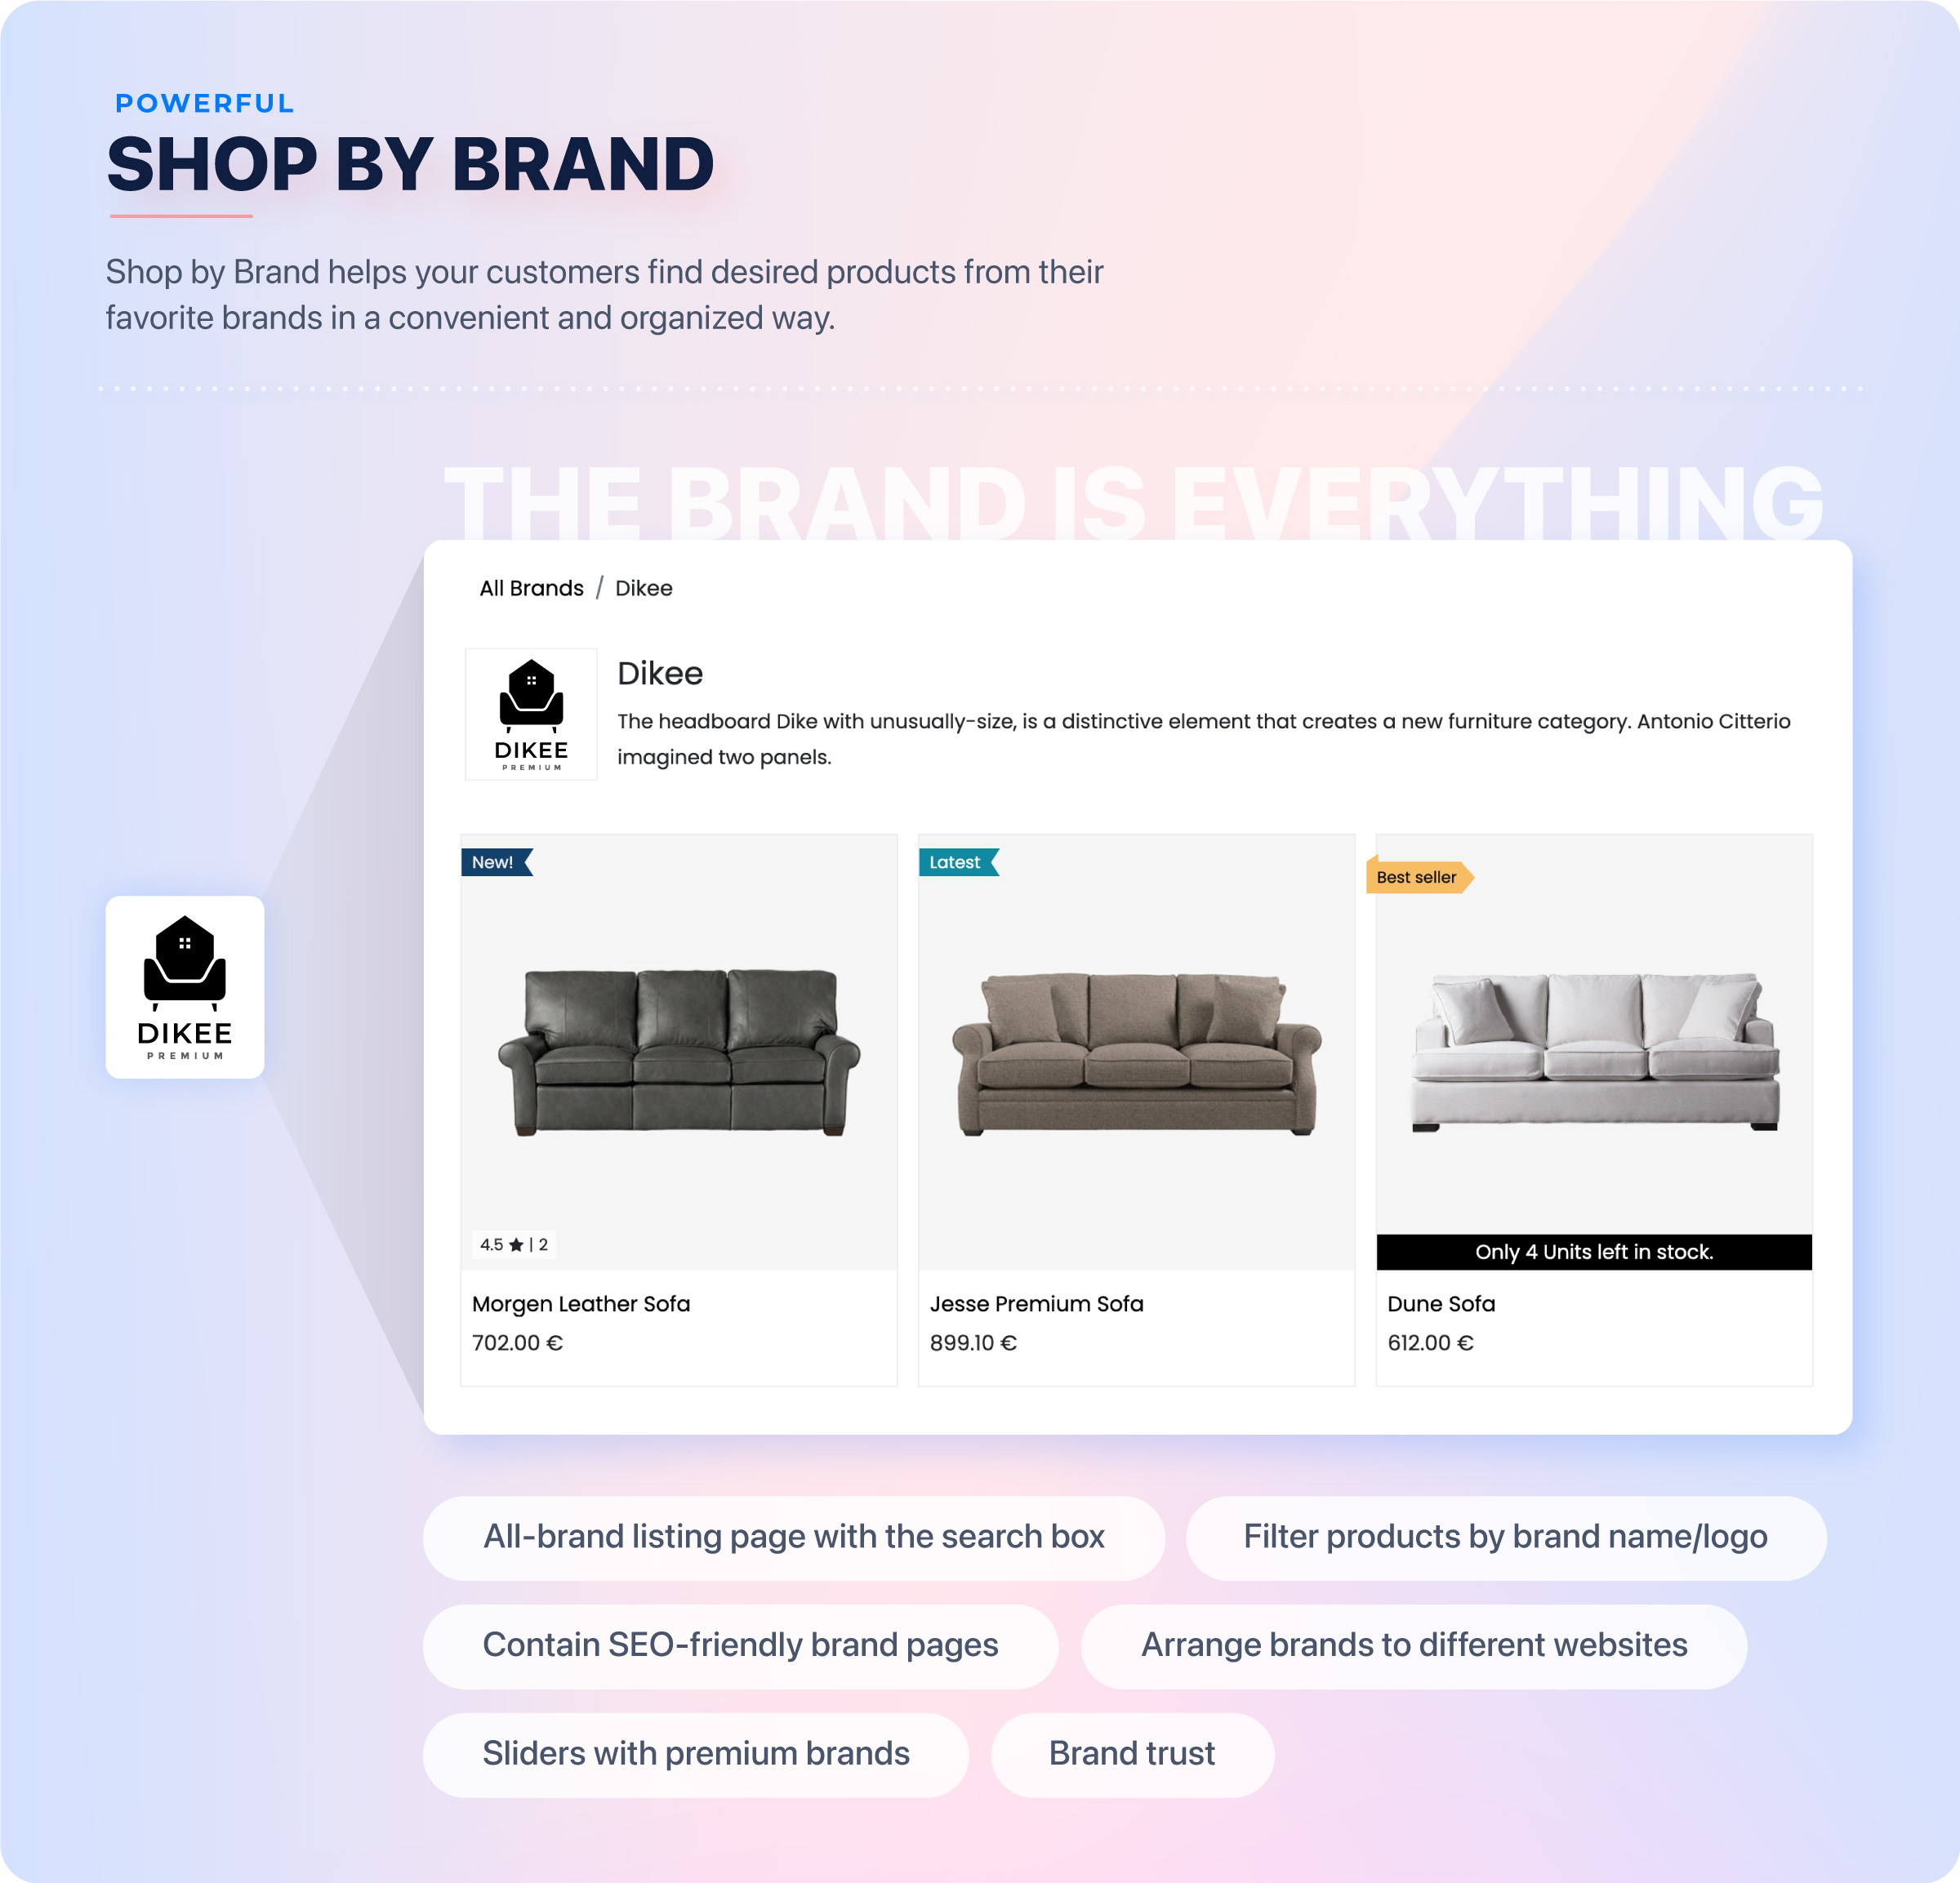 POWERFUL
SHOP BY BRAND
Shop by Brand helps your customers find desired products from their
favorite brands in a convenient and organized way.
THE BRAND IS EVERYTHING
All Brands / Dikee
DIKEE
PREMIUM
Dikee
The headboard Dike with unusually-size, is a distinctive element that creates a new furniture category. Antonio Citterio
imagined two panels.
DIKEE
PREMIUM
New!
4.5 ★ | 2
Morgen Leather Sofa
702.00 €
Latest
Jesse Premium Sofa
899.10 €
Best seller
Only 4 Units left in stock.
Dune Sofa
612.00 €
All-brand listing page with the search box
Filter products by brand name/logo
Contain SEO-friendly brand pages
Arrange brands to different websites
Sliders with premium brands
Brand trust